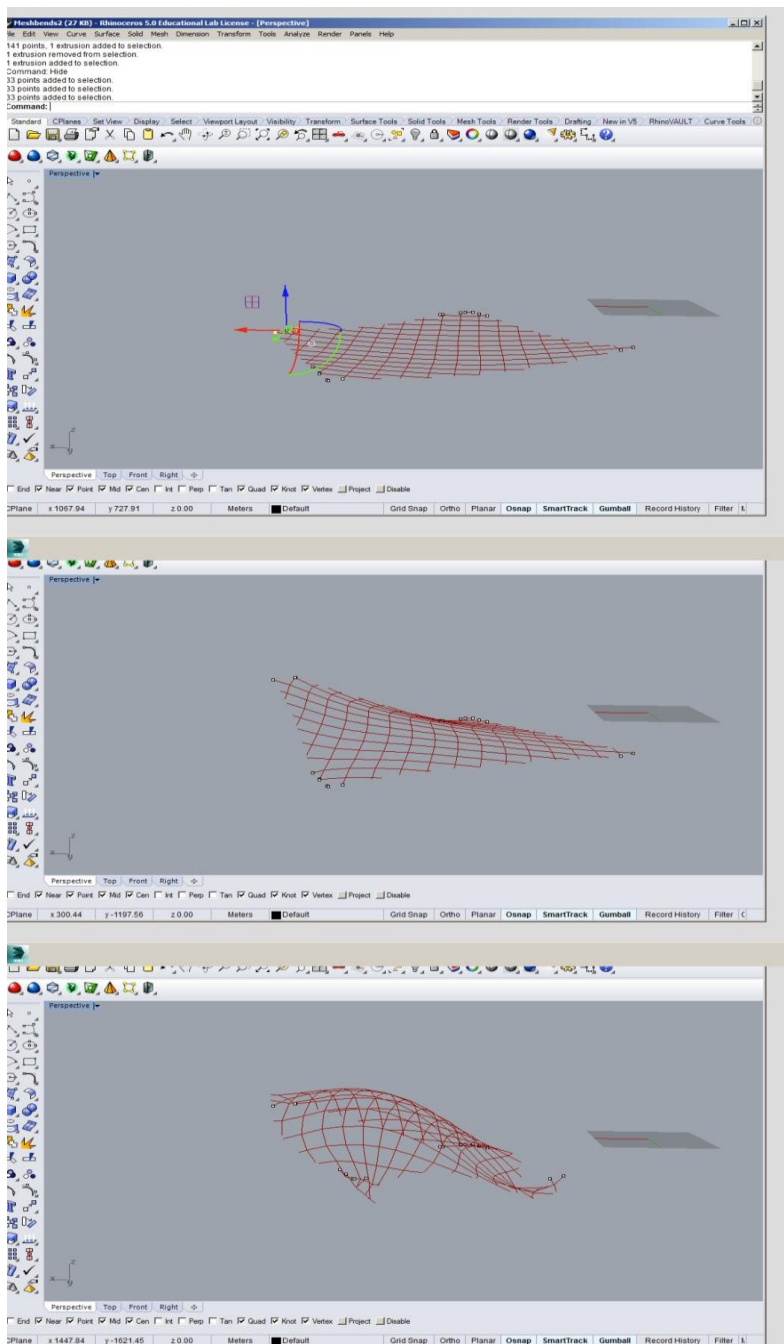 Meshbends2 (27 KB) - Rhinoceros 5.0 Educational Lab License - [Perspective]
File Edit View Curve Surface Solid Mesh Dimension Transform Tools Analyze Render Panels Help
141 points, 1 extrusion added to selection.
1 extrusion removed from selection.
1 extrusion added to selection.
Command: Hide
33 points added to selection.
33 points added to selection.
33 points added to selection.
Command:
Standard CPlanes Set View Display Select Viewport Layout Visibility Transform Surface Tools Solid Tools Mesh Tools Render Tools Drafting New in V5 RhinoVAULT Curve Tools
Perspective
z
x y
Perspective Top Front Right
End Near Point Mid Cen Int Perp Tan Quad Knot Vertex Project Disable
CPlane x 1067.94 y 727.91 z 0.00 Meters Default Grid Snap Ortho Planar Osnap SmartTrack Gumball Record History Filter
Perspective
z
x y
Perspective Top Front Right
End Near Point Mid Cen Int Perp Tan Quad Knot Vertex Project Disable
CPlane x 300.44 y -1197.56 z 0.00 Meters Default Grid Snap Ortho Planar Osnap SmartTrack Gumball Record History Filter
Perspective
z
x y
Perspective Top Front Right
End Near Point Mid Cen Int Perp Tan Quad Knot Vertex Project Disable
CPlane x 1447.84 y -1621.45 z 0.00 Meters Default Grid Snap Ortho Planar Osnap SmartTrack Gumball Record History Filter